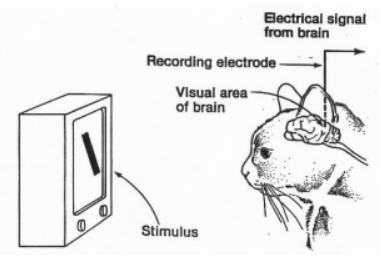 Electrical signal
from brain
Recording electrode
Visual area
of brain
Stimulus